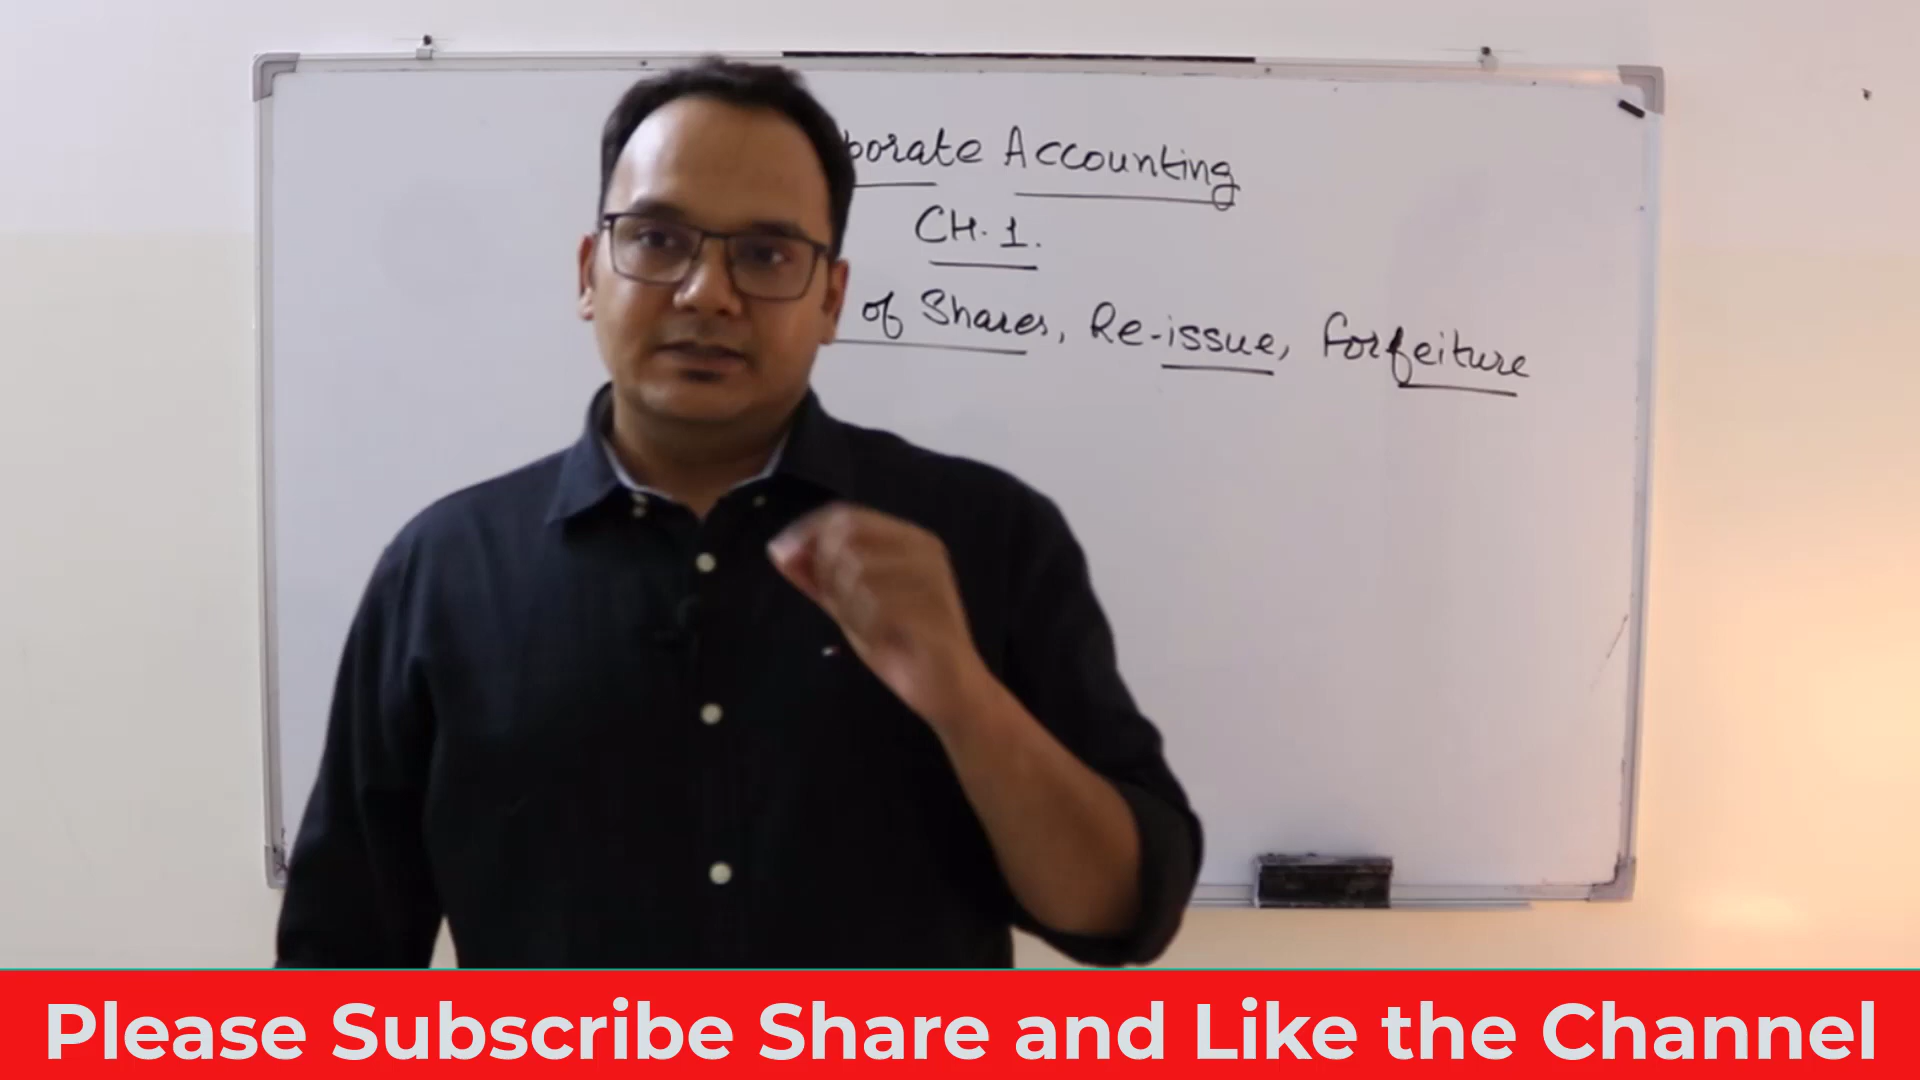 porate Accounting
CH. 1.
of Shares, Re-issue, Forfeiture
Please Subscribe Share and Like the Channel